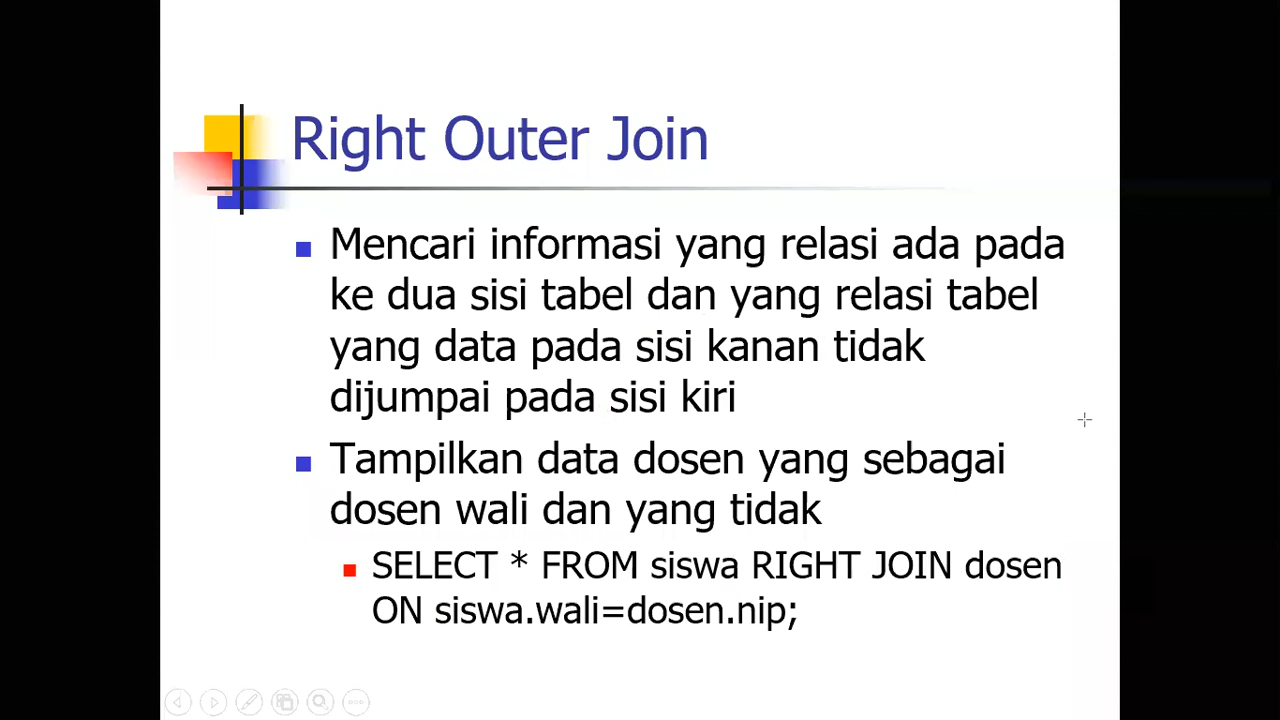 Right Outer Join
Mencari informasi yang relasi ada pada
ke dua sisi tabel dan yang relasi tabel
yang data pada sisi kanan tidak
dijumpai pada sisi kiri
Tampilkan data dosen yang sebagai
dosen wali dan yang tidak
SELECT * FROM siswa RIGHT JOIN dosen
ON siswa.wali=dosen.nip;